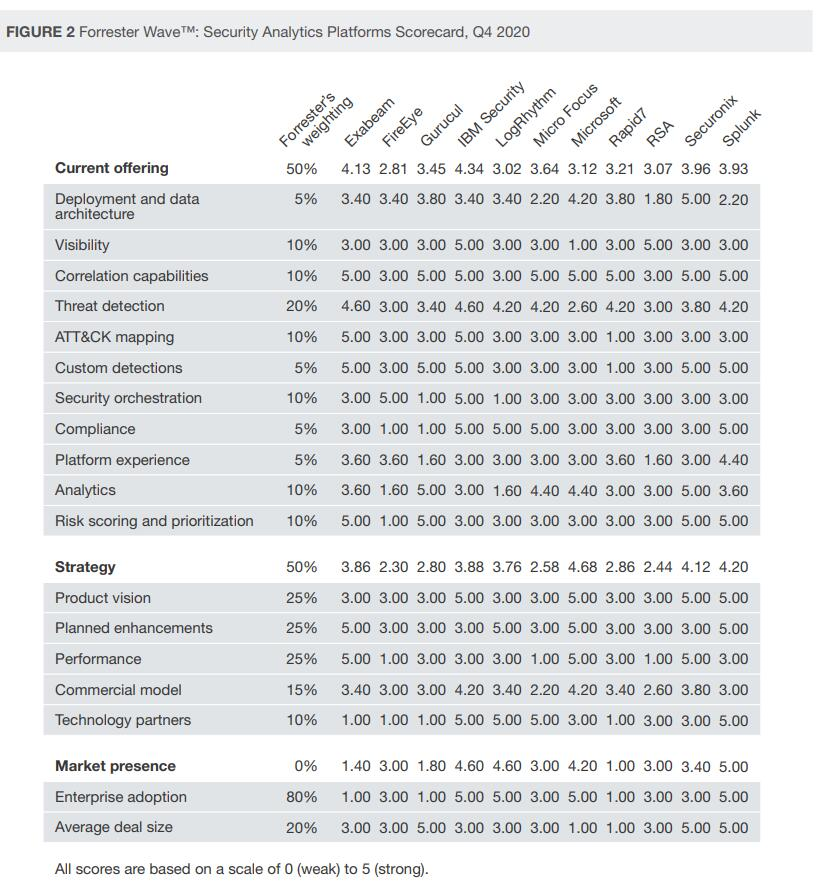 FIGURE 2 Forrester Wave™: Security Analytics Platforms Scorecard, Q4 2020
Forrester's weighting Exabeam FireEye Gurucul IBM Security LogRhythm Micro Focus Microsoft Rapid7 RSA Securonix Splunk
Current offering 50% 4.13 2.81 3.45 4.34 3.02 3.64 3.12 3.21 3.07 3.96 3.93
Deployment and data architecture 5% 3.40 3.40 3.80 3.40 3.40 2.20 4.20 3.80 1.80 5.00 2.20
Visibility 10% 3.00 3.00 3.00 5.00 3.00 3.00 1.00 3.00 5.00 3.00 3.00
Correlation capabilities 10% 5.00 3.00 5.00 5.00 3.00 5.00 5.00 5.00 3.00 5.00 5.00
Threat detection 20% 4.60 3.00 3.40 4.60 4.20 4.20 2.60 4.20 3.00 3.80 4.20
ATT&CK mapping 10% 5.00 3.00 3.00 5.00 3.00 3.00 3.00 1.00 3.00 3.00 3.00
Custom detections 5% 5.00 3.00 5.00 5.00 3.00 3.00 3.00 1.00 3.00 5.00 5.00
Security orchestration 10% 3.00 5.00 1.00 5.00 1.00 3.00 3.00 3.00 3.00 3.00 3.00
Compliance 5% 3.00 1.00 1.00 5.00 5.00 5.00 3.00 3.00 3.00 3.00 5.00
Platform experience 5% 3.60 3.60 1.60 3.00 3.00 3.00 3.00 3.60 1.60 3.00 4.40
Analytics 10% 3.60 1.60 5.00 3.00 1.60 4.40 4.40 3.00 3.00 5.00 3.60
Risk scoring and prioritization 10% 5.00 1.00 5.00 3.00 3.00 3.00 3.00 3.00 3.00 5.00 5.00
Strategy 50% 3.86 2.30 2.80 3.88 3.76 2.58 4.68 2.86 2.44 4.12 4.20
Product vision 25% 3.00 3.00 3.00 5.00 3.00 3.00 5.00 3.00 3.00 5.00 5.00
Planned enhancements 25% 5.00 3.00 3.00 3.00 5.00 3.00 5.00 3.00 3.00 3.00 5.00
Performance 25% 5.00 1.00 3.00 3.00 3.00 1.00 5.00 3.00 1.00 5.00 3.00
Commercial model 15% 3.40 3.00 3.00 4.20 3.40 2.20 4.20 3.40 2.60 3.80 3.00
Technology partners 10% 1.00 1.00 1.00 5.00 5.00 5.00 3.00 1.00 3.00 3.00 5.00
Market presence 0% 1.40 3.00 1.80 4.60 4.60 3.00 4.20 1.00 3.00 3.40 5.00
Enterprise adoption 80% 1.00 3.00 1.00 5.00 5.00 3.00 5.00 1.00 3.00 3.00 5.00
Average deal size 20% 3.00 3.00 5.00 3.00 3.00 3.00 1.00 1.00 3.00 5.00 5.00
All scores are based on a scale of 0 (weak) to 5 (strong).